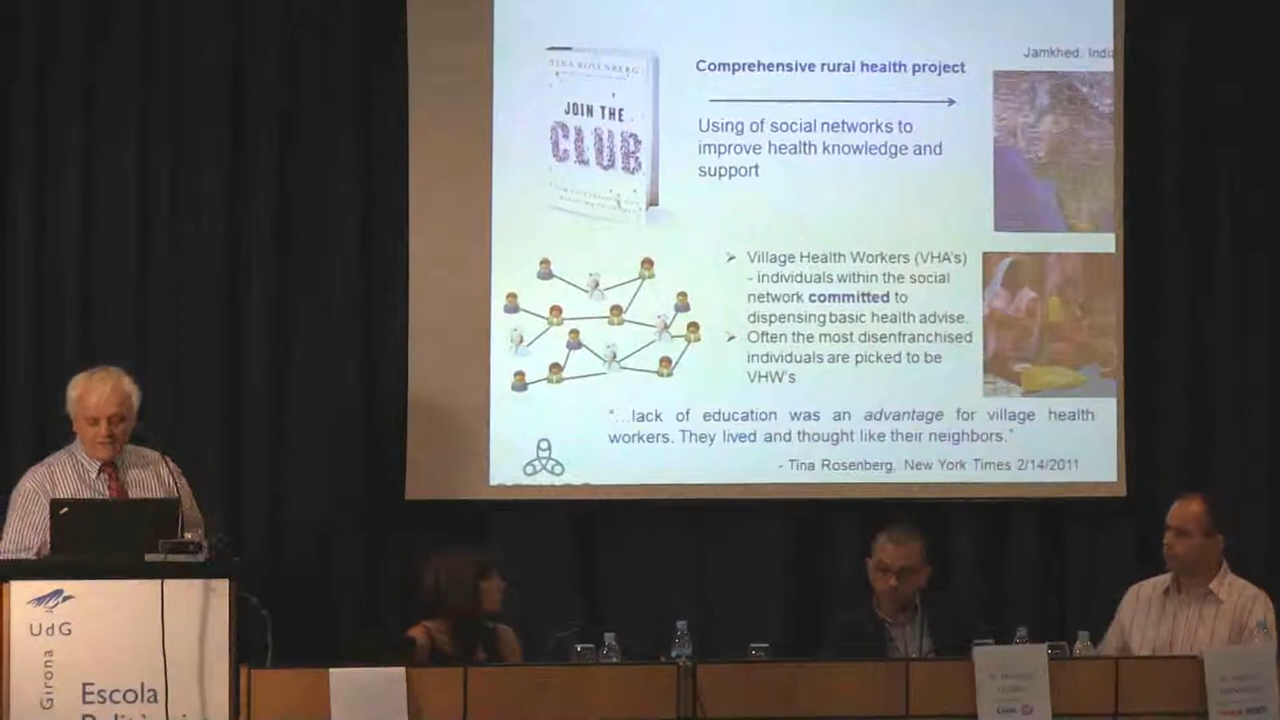 Jamkhed, India
TINA ROSENBERG
JOIN THE
CLUB
Comprehensive rural health project
Using of social networks to
improve health knowledge and
support
➢ Village Health Workers (VHA's)
- individuals within the social
network committed to
dispensing basic health advise.
➢ Often the most disenfranchised
individuals are picked to be
VHW's
"...lack of education was an advantage for village health
workers. They lived and thought like their neighbors."
- Tina Rosenberg, New York Times 2/14/2011
UdG
Girona
Escola